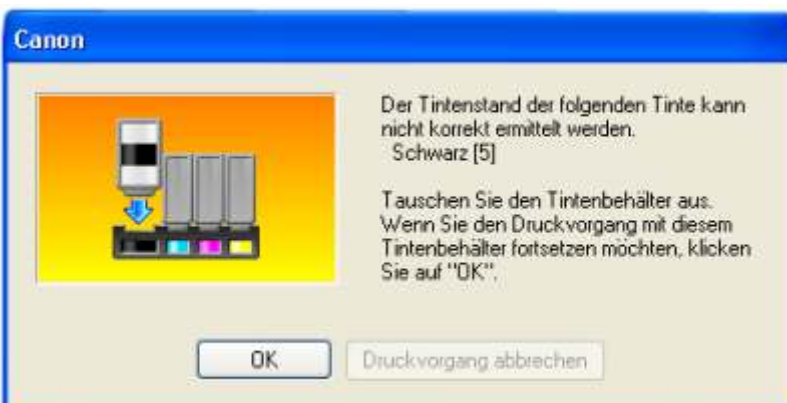 Canon
Der Tintenstand der folgenden Tinte kann
nicht korrekt ermittelt werden.
Schwarz [5]
Tauschen Sie den Tintenbehälter aus.
Wenn Sie den Druckvorgang mit diesem
Tintenbehälter fortsetzen möchten, klicken
Sie auf "OK".
OK
Druckvorgang abbrechen